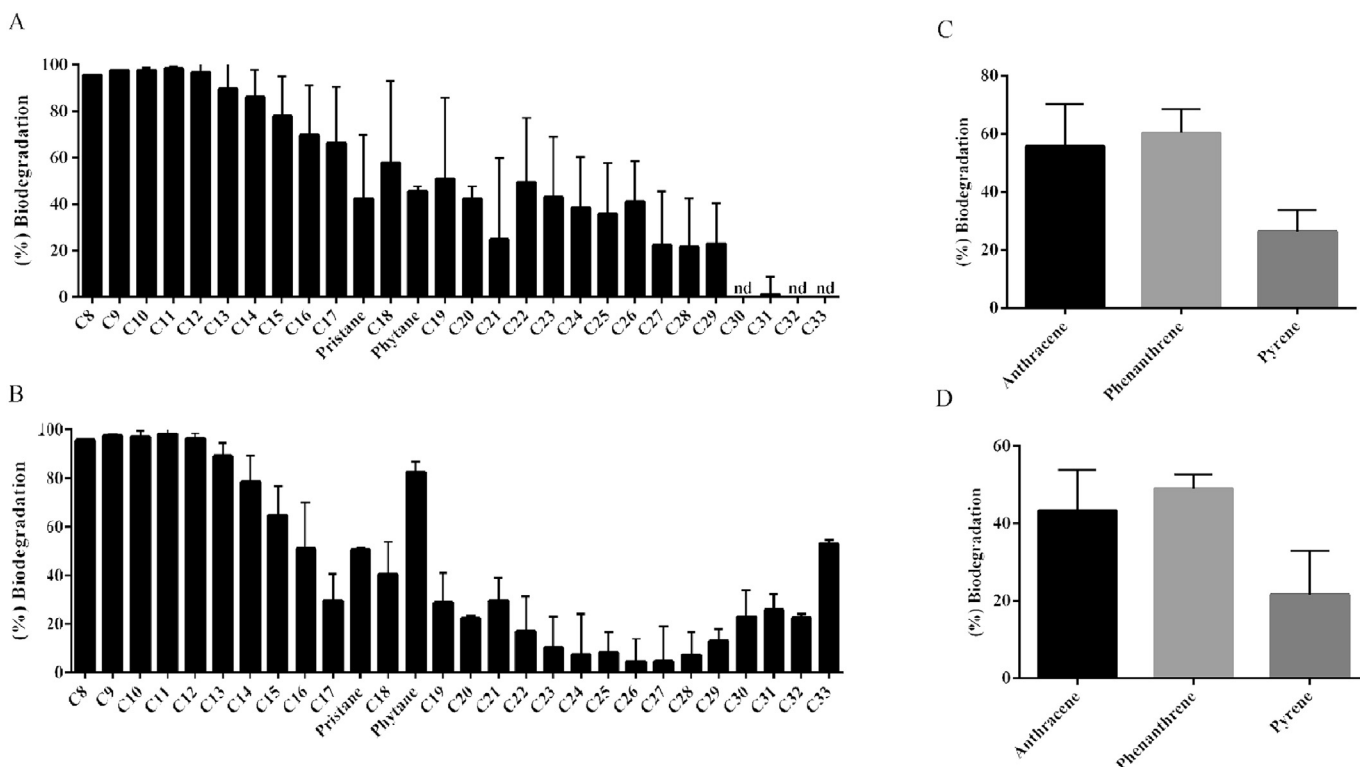 A
(%) Biodegradation
100
80
60
40
20
0
nd
nd
nd
C8
C9
C10
C11
C12
C13
C14
C15
C16
C17
Pristane
C18
Phytane
C19
C20
C21
C22
C23
C24
C25
C26
C27
C28
C29
C30
C31
C32
C33
B
(%) Biodegradation
100
80
60
40
20
0
C8
C9
C10
C11
C12
C13
C14
C15
C16
C17
Pristane
C18
Phytane
C19
C20
C21
C22
C23
C24
C25
C26
C27
C28
C29
C30
C31
C32
C33
C
(%) Biodegradation
80
60
40
20
0
Anthracene
Phenanthrene
Pyrene
D
(%) Biodegradation
60
40
20
0
Anthracene
Phenanthrene
Pyrene